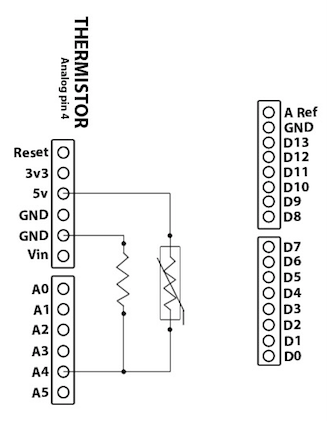 THERMISTOR
Analog pin 4
Reset
3v3
5v
GND
GND
Vin
A0
A1
A2
A3
A4
A5
A Ref
GND
D13
D12
D11
D10
D9
D8
D7
D6
D5
D4
D3
D2
D1
D0